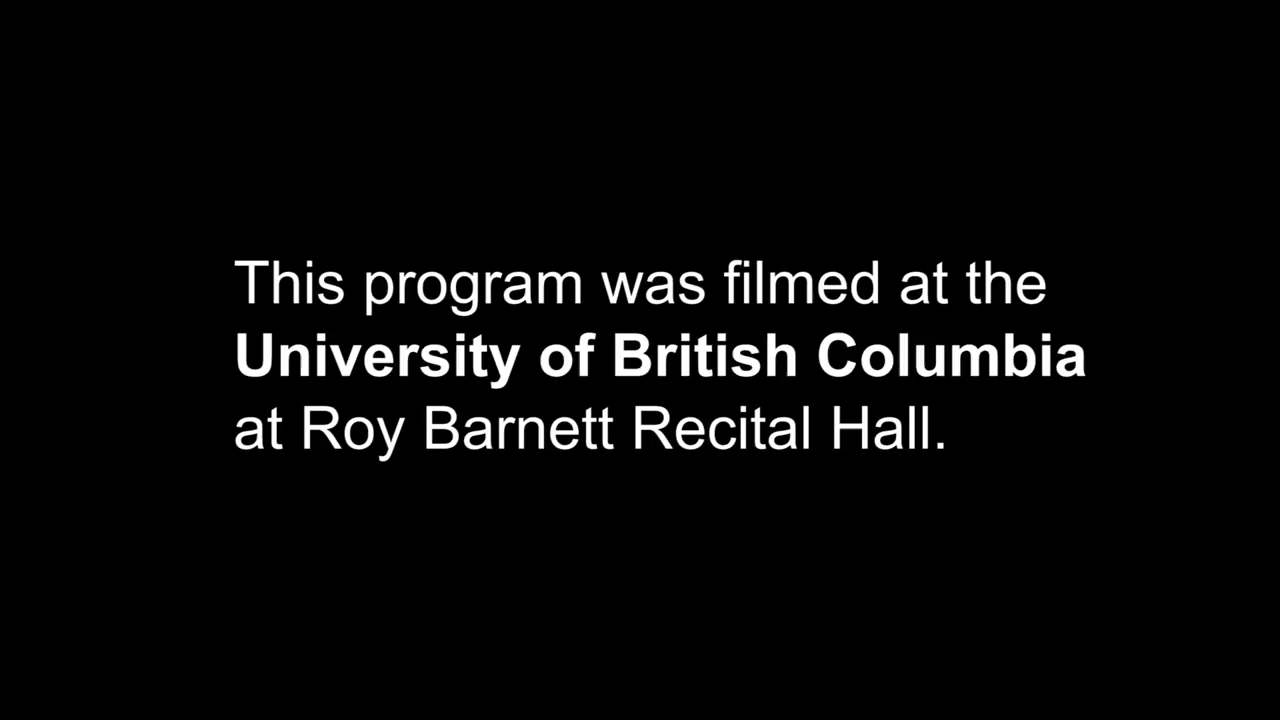 This program was filmed at the
University of British Columbia
at Roy Barnett Recital Hall.